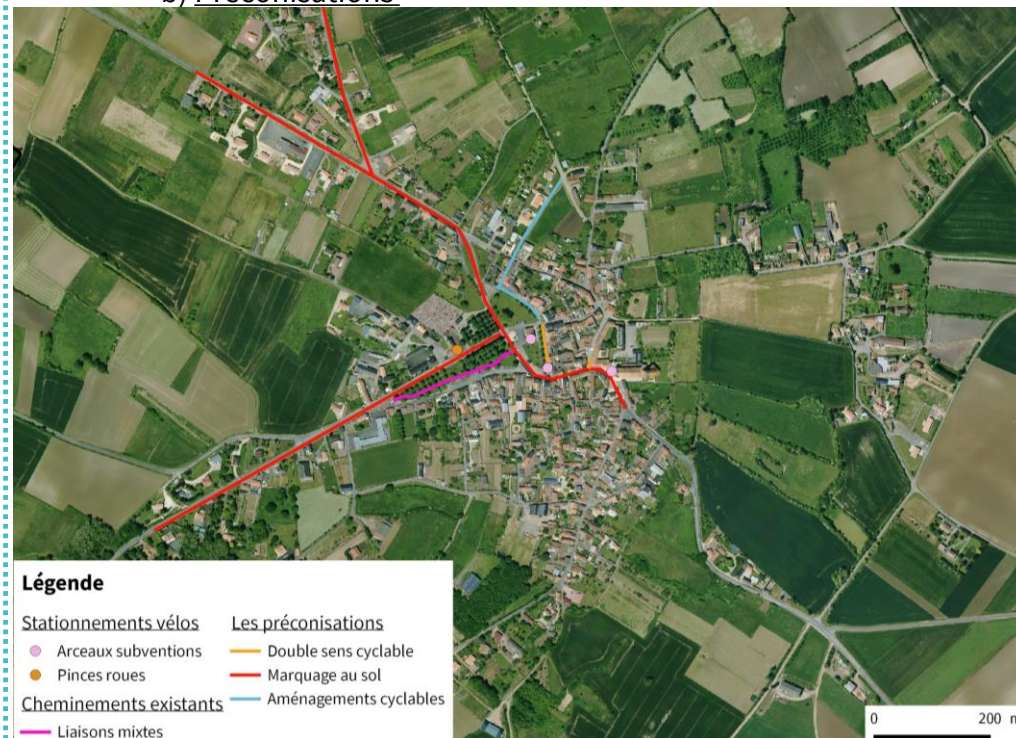 b) Préconisations
Légende
Stationnements vélos
Arceaux subventions
Pinces roues
Cheminements existants
Liaisons mixtes
Les préconisations
Double sens cyclable
Marquage au sol
Aménagements cyclables
0 200 m